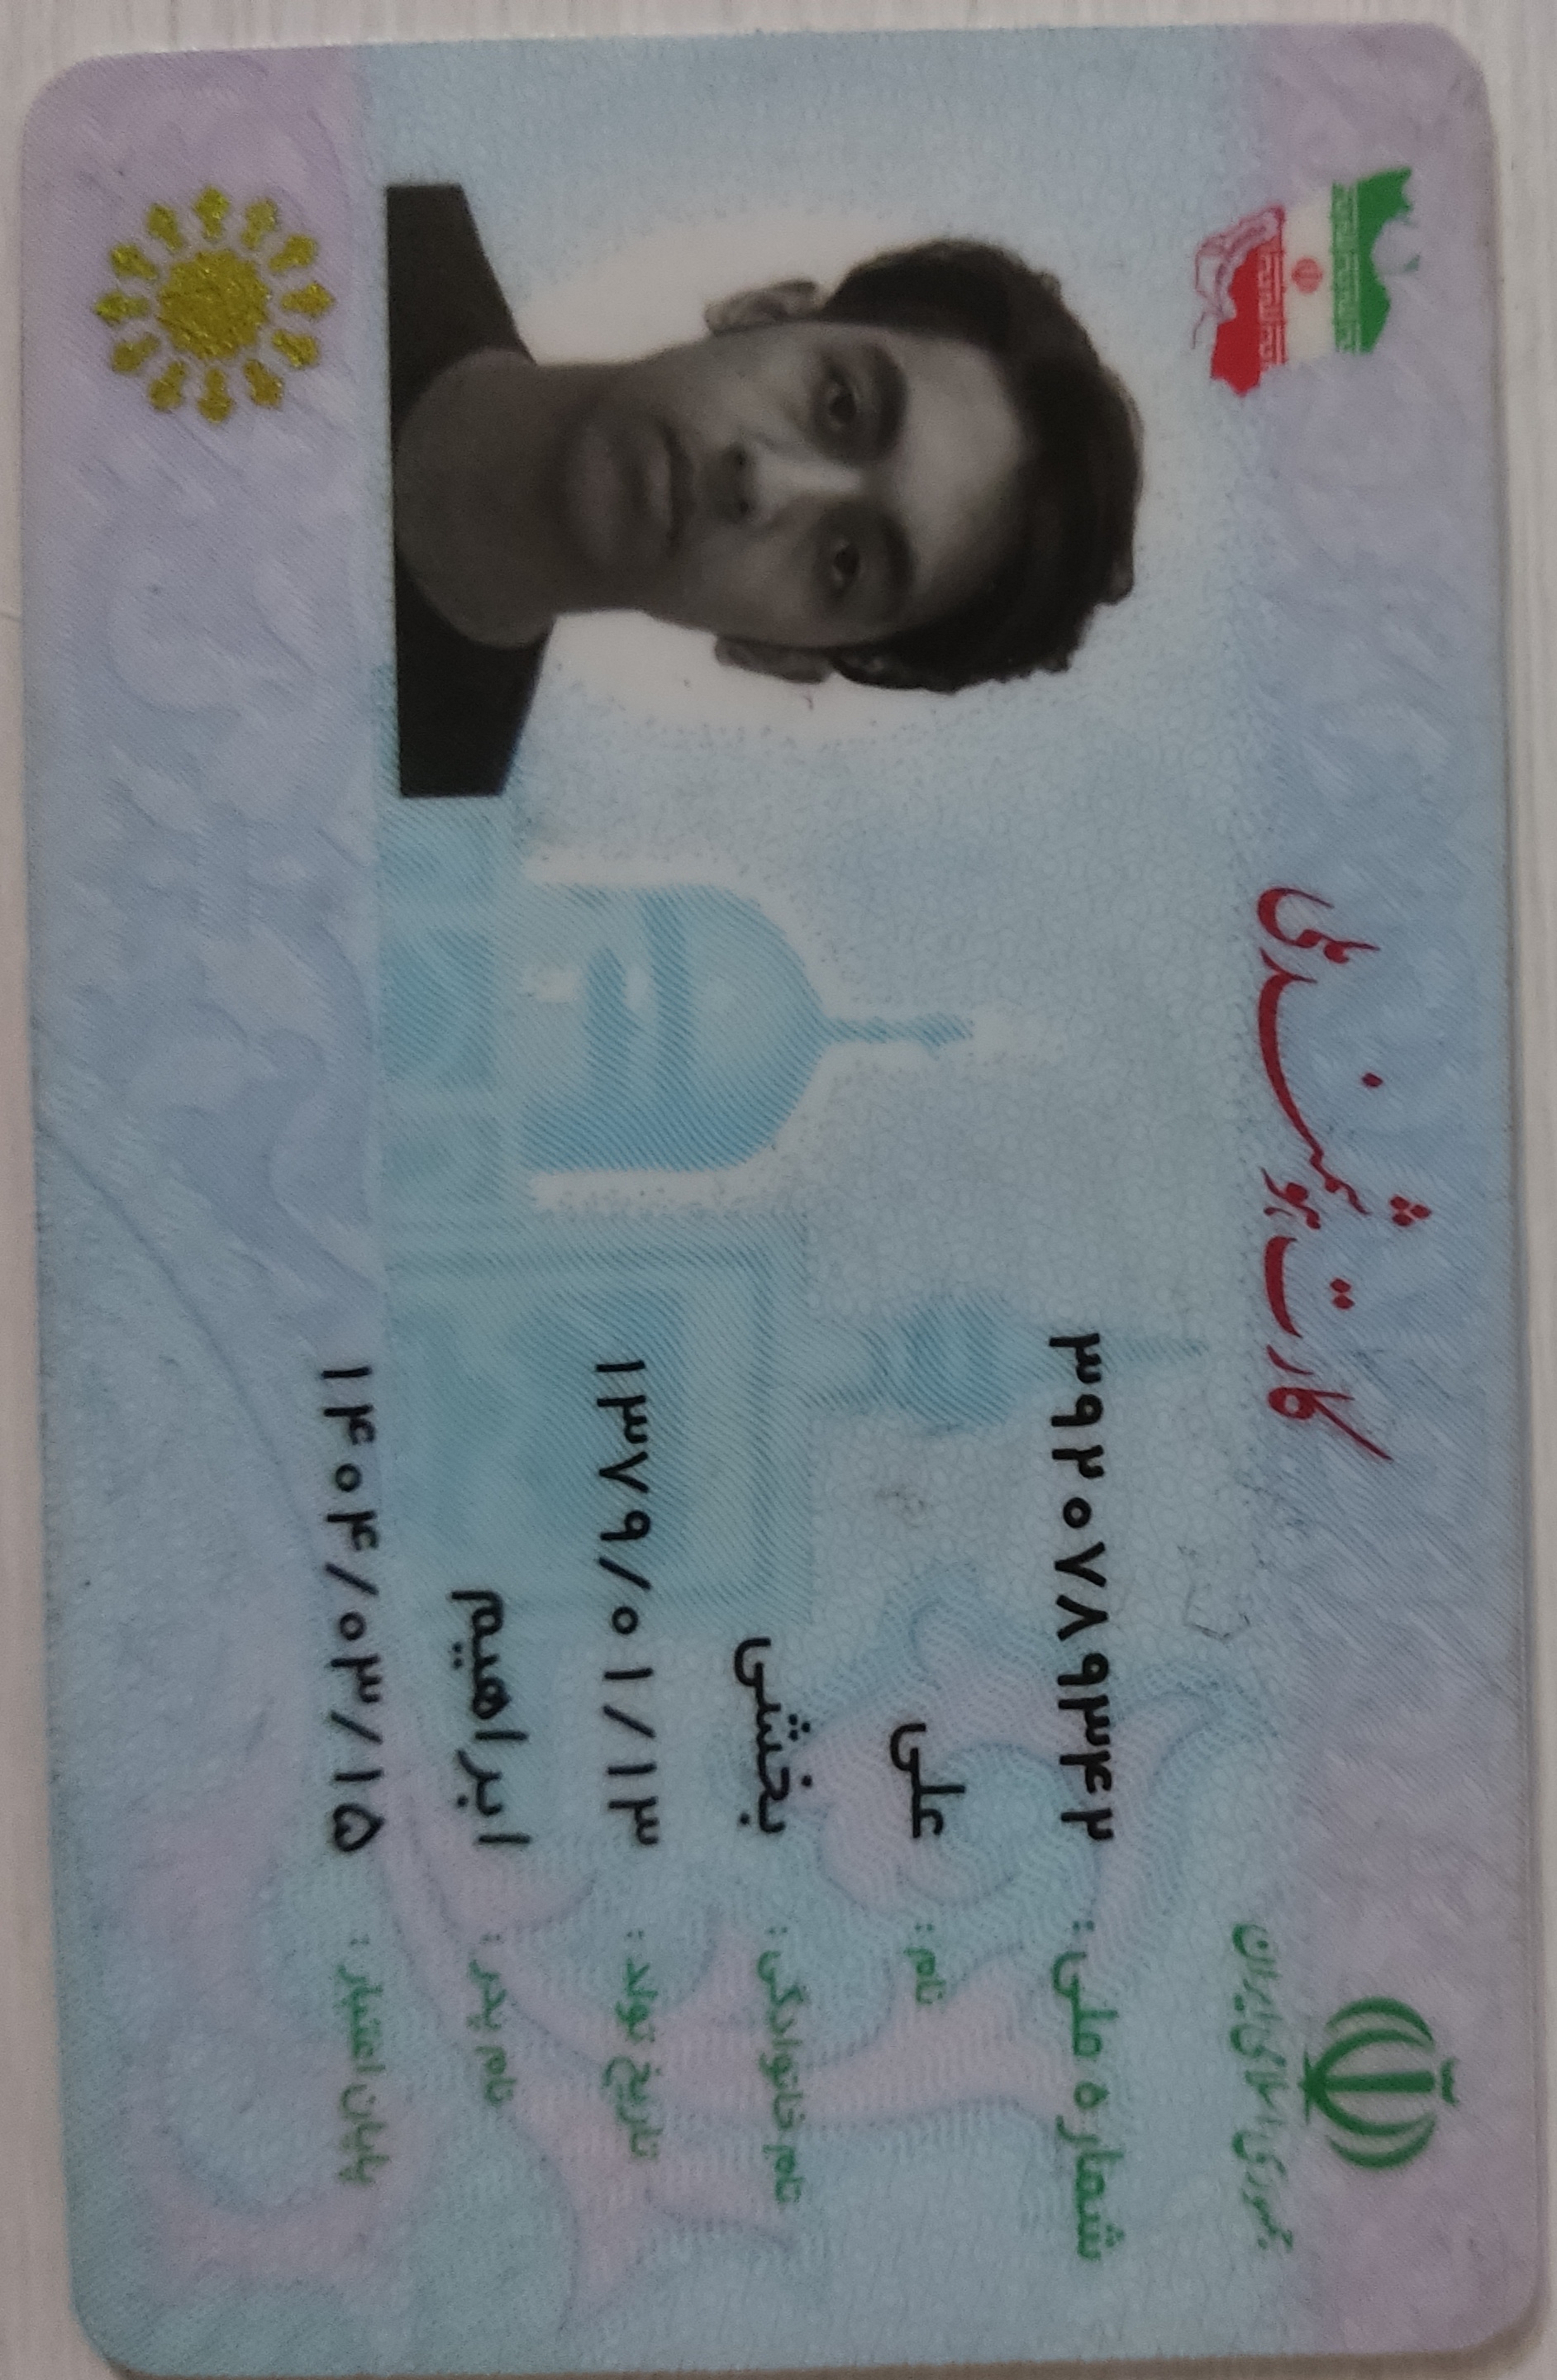 جمهوری اسلامی ایران
کارت هوشمند ملی
شماره ملی : ۳۹۲۰۷۸۹۳۴۲
نام : علی
نام خانوادگی : بخشی
تاریخ تولد : ۱۳۷۹/۰۱/۱۳
نام پدر : ابراهیم
پایان اعتبار : ۱۴۰۴/۰۳/۱۵